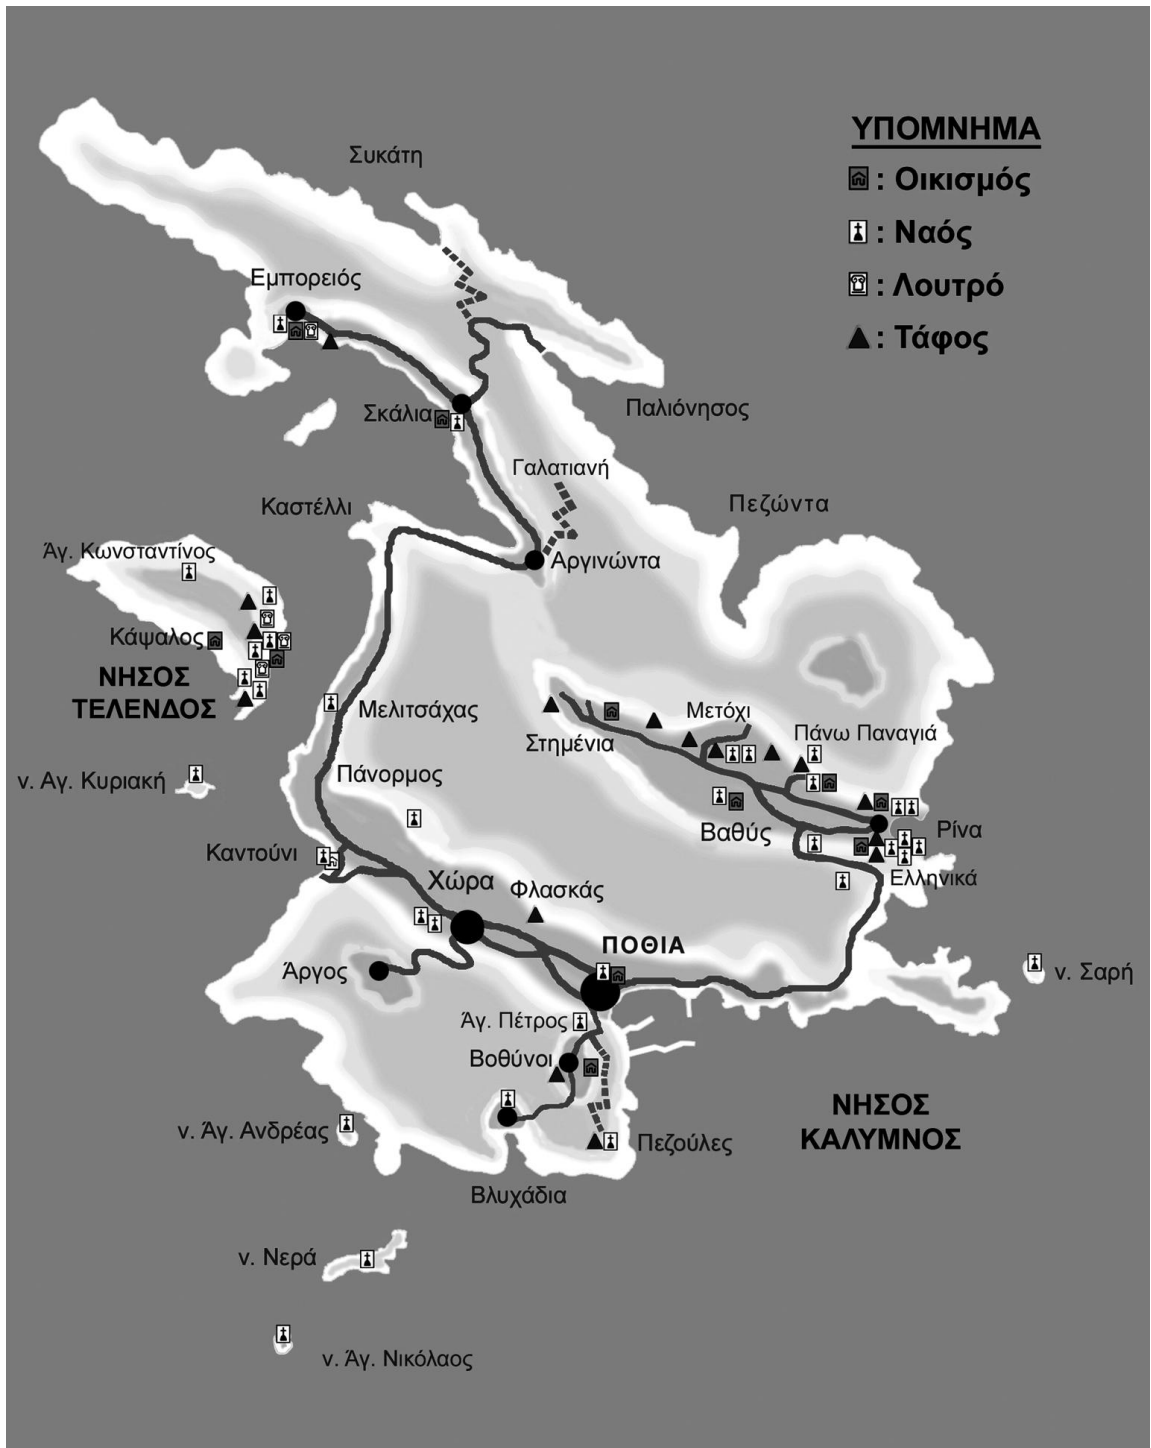 ΥΠΟΜΝΗΜΑ
: Οικισμός
: Ναός
: Λουτρό
: Τάφος
Συκάτη
Εμπορειός
Σκάλια
Παλιόνησος
Γαλατιανή
Καστέλλι
Πεζώντα
Άγ. Κωνσταντίνος
Αργινώντα
Κάψαλος
ΝΗΣΟΣ
ΤΕΛΕΝΔΟΣ
Μελιτσάχας
Μετόχι
Στημένια
Πάνω Παναγιά
ν. Αγ. Κυριακή
Πάνορμος
Βαθύς
Ρίνα
Καντούνι
Ελληνικά
Χώρα
Φλασκάς
ΠΟΘΙΑ
Άργος
ν. Σαρή
Άγ. Πέτρος
Βοθύνοι
ΝΗΣΟΣ
ΚΑΛΥΜΝΟΣ
ν. Άγ. Ανδρέας
Πεζούλες
Βλυχάδια
ν. Νερά
ν. Άγ. Νικόλαος